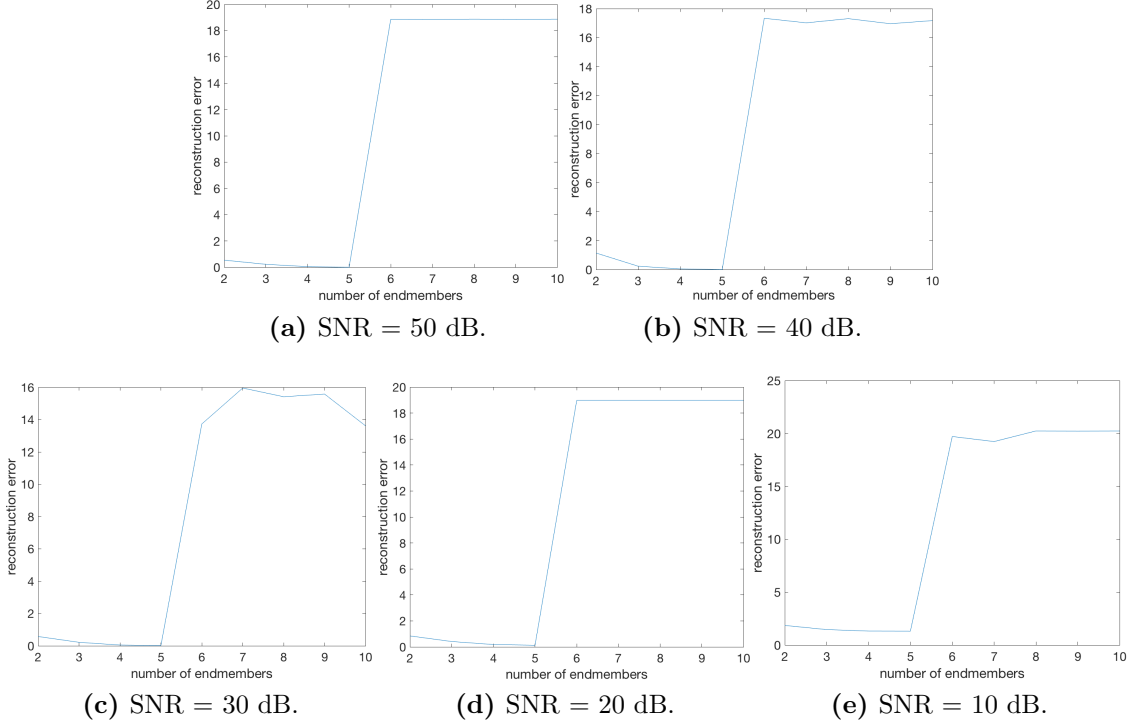 reconstruction error
20
18
16
14
12
10
8
6
4
2
0
2 3 4 5 6 7 8 9 10
number of endmembers
(a) SNR = 50 dB.
reconstruction error
18
16
14
12
10
8
6
4
2
0
2 3 4 5 6 7 8 9 10
number of endmembers
(b) SNR = 40 dB.
reconstruction error
16
14
12
10
8
6
4
2
0
2 3 4 5 6 7 8 9 10
number of endmembers
(c) SNR = 30 dB.
reconstruction error
20
18
16
14
12
10
8
6
4
2
0
2 3 4 5 6 7 8 9 10
number of endmembers
(d) SNR = 20 dB.
reconstruction error
25
20
15
10
5
0
2 3 4 5 6 7 8 9 10
number of endmembers
(e) SNR = 10 dB.